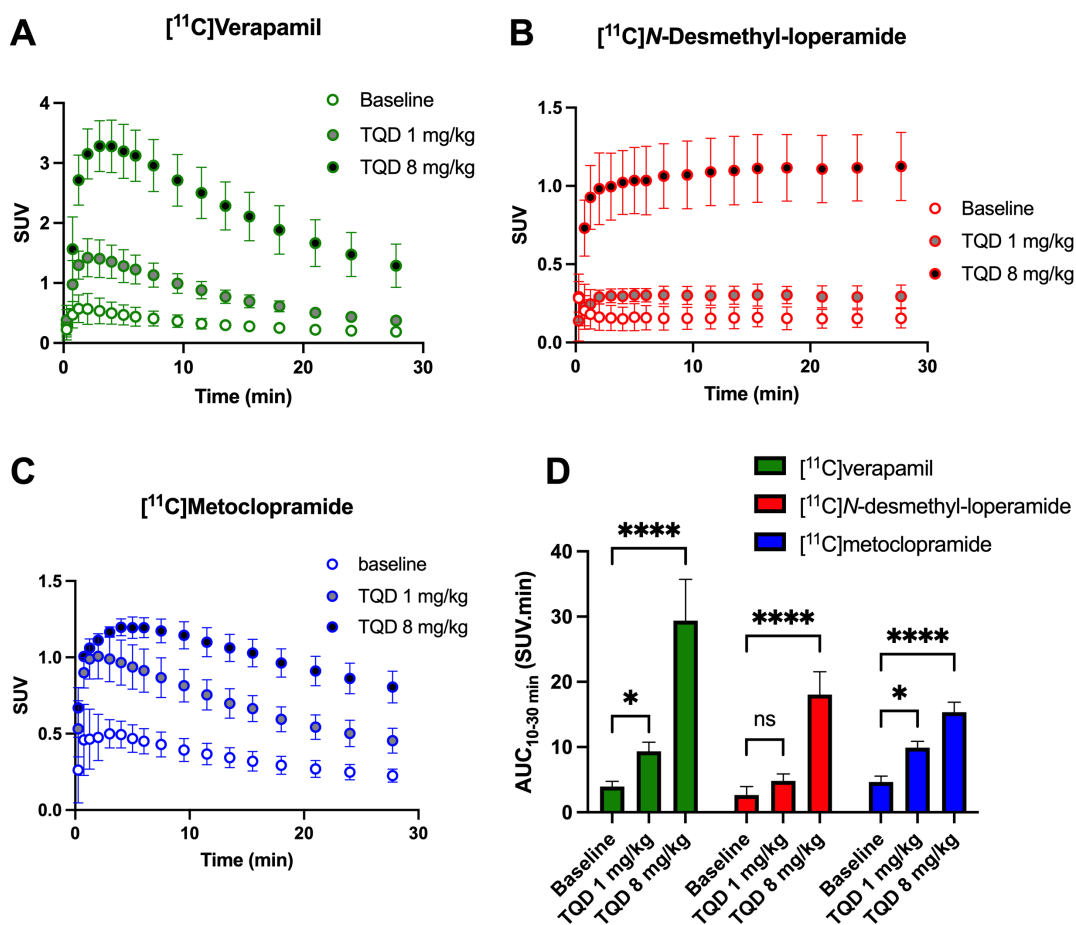 A
[¹¹C]Verapamil
Baseline
TQD 1 mg/kg
TQD 8 mg/kg
4
3
2
1
0
SUV
0 10 20 30
Time (min)
B
[¹¹C]N-Desmethyl-loperamide
1.5
1.0
0.5
0.0
SUV
Baseline
TQD 1 mg/kg
TQD 8 mg/kg
0 10 20 30
Time (min)
C
[¹¹C]Metoclopramide
baseline
TQD 1 mg/kg
TQD 8 mg/kg
1.5
1.0
0.5
0.0
SUV
0 10 20 30
Time (min)
D
[¹¹C]verapamil
[¹¹C]N-desmethyl-loperamide
[¹¹C]metoclopramide
40
30
20
10
0
AUC₁₀₋₃₀ ₘᵢₙ (SUV.min)
****
*
****
ns
****
*
Baseline
TQD 1 mg/kg
TQD 8 mg/kg
Baseline
TQD 1 mg/kg
TQD 8 mg/kg
Baseline
TQD 1 mg/kg
TQD 8 mg/kg